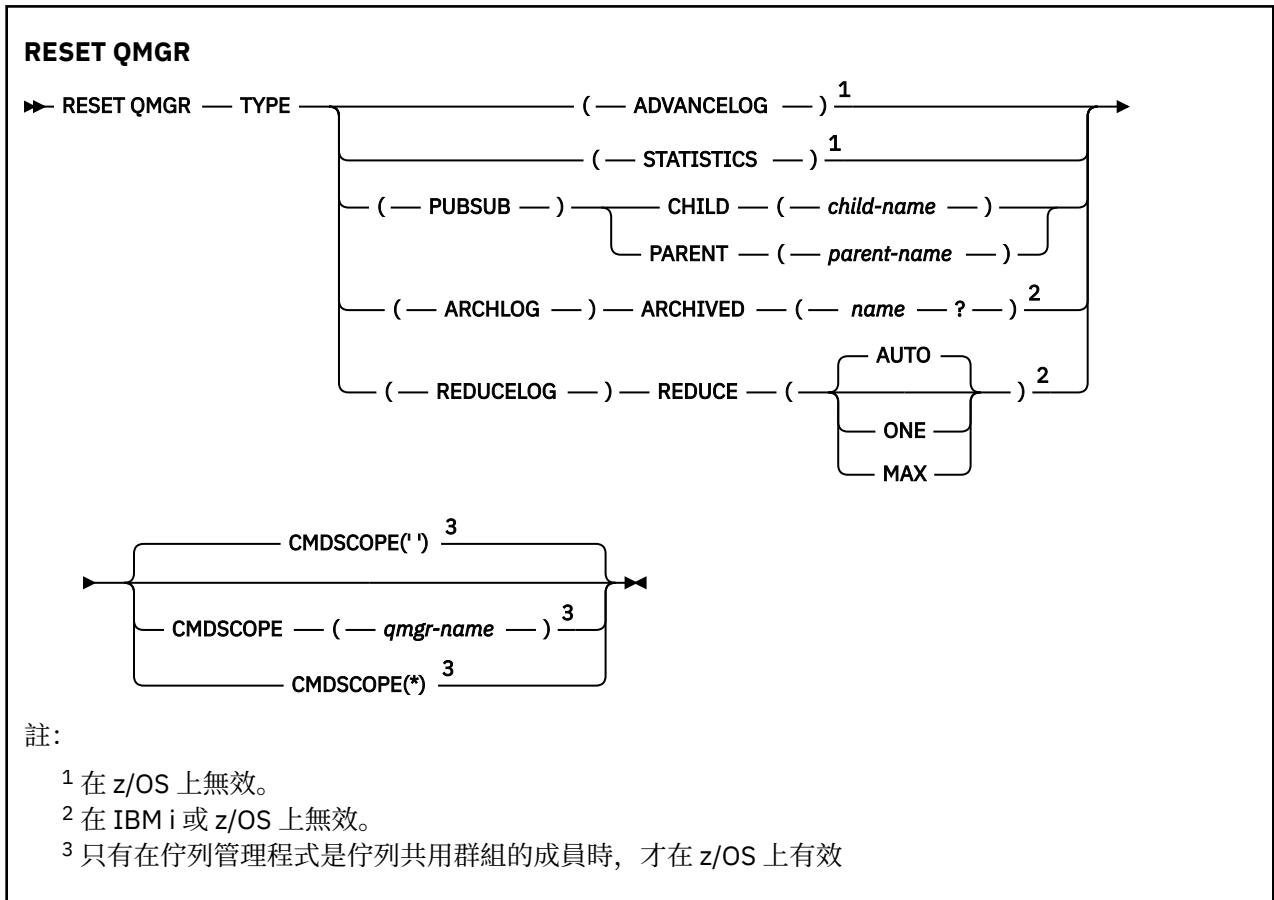 RESET QMGR
RESET QMGR TYPE ( ADVANCELOG ) 1
( STATISTICS ) 1
( PUBSUB ) CHILD ( child-name )
PARENT ( parent-name )
( ARCHLOG ) ARCHIVED ( name ? ) 2
AUTO
( REDUCELOG ) REDUCE ( ) 2
ONE
MAX
CMDSCOPE(' ') 3
CMDSCOPE ( qmgr-name ) 3
CMDSCOPE(*) 3
註：
1 在 z/OS 上無效。
2 在 IBM i 或 z/OS 上無效。
3 只有在佇列管理程式是佇列共用群組的成員時，才在 z/OS 上有效